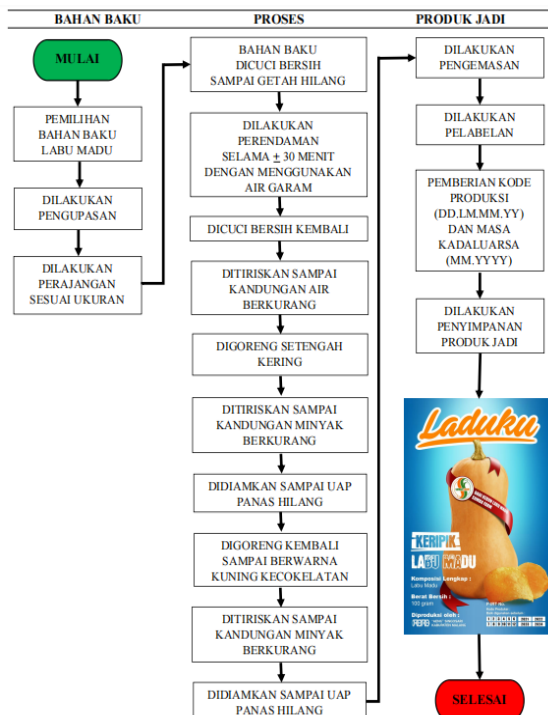 BAHAN BAKU
MULAI
PEMILIHAN
BAHAN BAKU
LABU MADU
DILAKUKAN
PENGUPASAN
DILAKUKAN
PERAJANGAN
SESUAI UKURAN
PROSES
BAHAN BAKU
DICUCI BERSIH
SAMPAI GETAH HILANG
DILAKUKAN
PERENDAMAN
SELAMA ± 30 MENIT
DENGAN MENGGUNAKAN
AIR GARAM
DICUCI BERSIH KEMBALI
DITIRISKAN SAMPAI
KANDUNGAN AIR
BERKURANG
DIGORENG SETENGAH
KERING
DITIRISKAN SAMPAI
KANDUNGAN MINYAK
BERKURANG
DIDIAMKAN SAMPAI UAP
PANAS HILANG
DIGORENG KEMBALI
SAMPAI BERWARNA
KUNING KECOKELATAN
DITIRISKAN SAMPAI
KANDUNGAN MINYAK
BERKURANG
DIDIAMKAN SAMPAI UAP
PANAS HILANG
PRODUK JADI
DILAKUKAN
PENGEMASAN
DILAKUKAN
PELABELAN
PEMBERIAN KODE
PRODUKSI
(DD.LM.MM.YY)
DAN MASA
KADALUARSA
(MM.YYYY)
DILAKUKAN
PENYIMPANAN
PRODUK JADI
Laduku
KERIPIK
LABU MADU
Komposisi Lengkap :
Labu Madu
Berat Bersih :
100 gram
Diproduksi oleh :
SELESAI